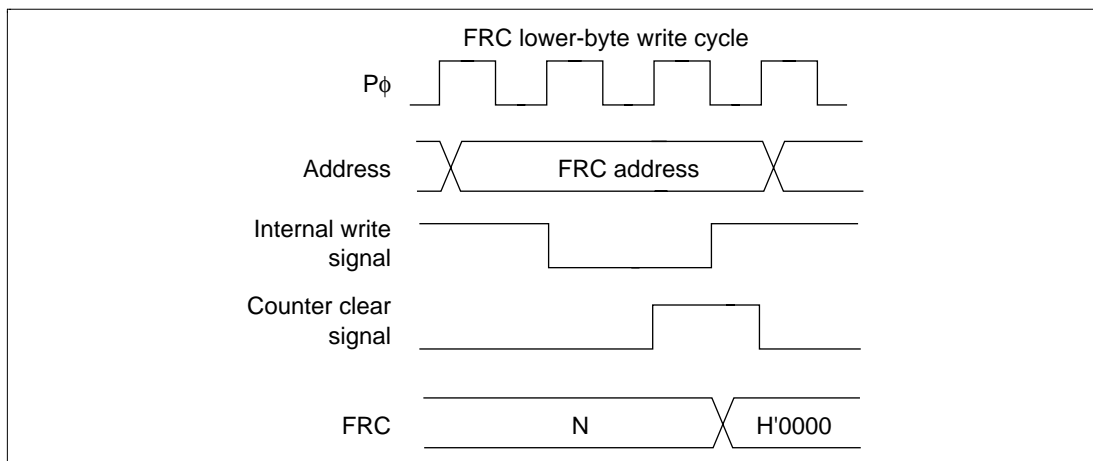 FRC lower-byte write cycle
Pϕ
Address
FRC address
Internal write
signal
Counter clear
signal
FRC
N
H'0000